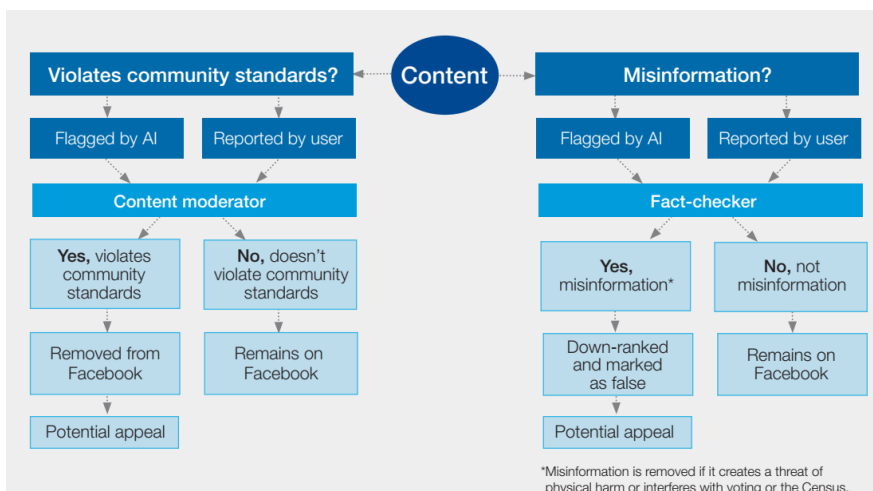 Content
Violates community standards?
Flagged by AI
Reported by user
Content moderator
Yes, violates
community
standards
No, doesn't
violate community
standards
Removed from
Facebook
Remains on
Facebook
Potential appeal
Misinformation?
Flagged by AI
Reported by user
Fact-checker
Yes,
misinformation*
No, not
misinformation
Down-ranked
and marked
as false
Remains on
Facebook
Potential appeal
*Misinformation is removed if it creates a threat of
physical harm or interferes with voting or the Census.